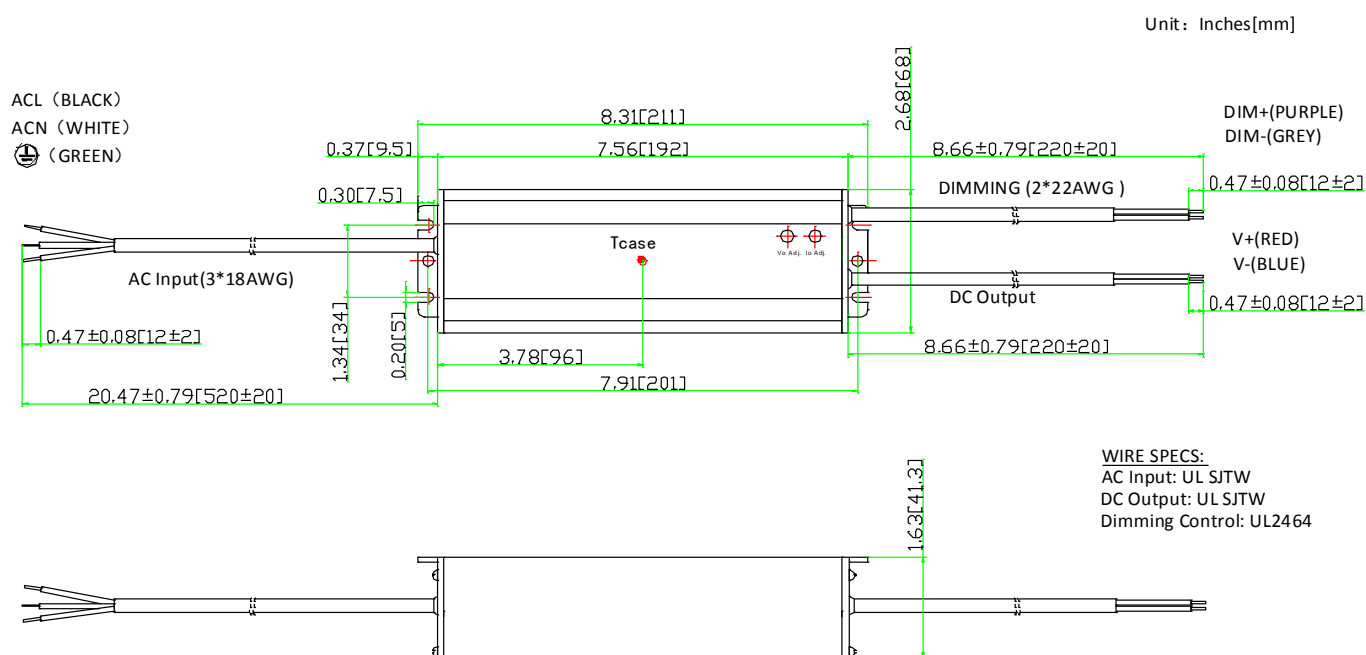 Unit：Inches[mm]
ACL（BLACK）
ACN（WHITE）
（GREEN）
8.31[211]
2.68[68]
DIM+(PURPLE)
DIM-(GREY)
0.37[9.5]
7.56[192]
8.66±0.79[220±20]
0.30[7.5]
DIMMING (2*22AWG )
0.47±0.08[12±2]
Tcase
Vo Adj. Io Adj.
V+(RED)
V-(BLUE)
AC Input(3*18AWG)
DC Output
0.47±0.08[12±2]
0.47±0.08[12±2]
1.34[34]
0.20[5]
3.78[96]
8.66±0.79[220±20]
7.91[201]
20.47±0.79[520±20]
WIRE SPECS:
AC Input: UL SJTW
DC Output: UL SJTW
Dimming Control: UL2464
1.63[41.3]